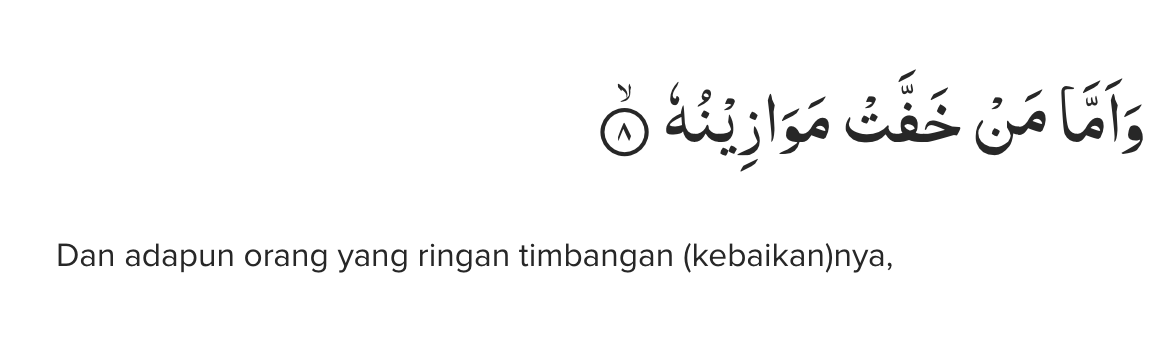 وَاَمَّا مَنْ خَفَّتْ مَوَازِيْنُهٗ ۙ ٨
Dan adapun orang yang ringan timbangan (kebaikan)nya,